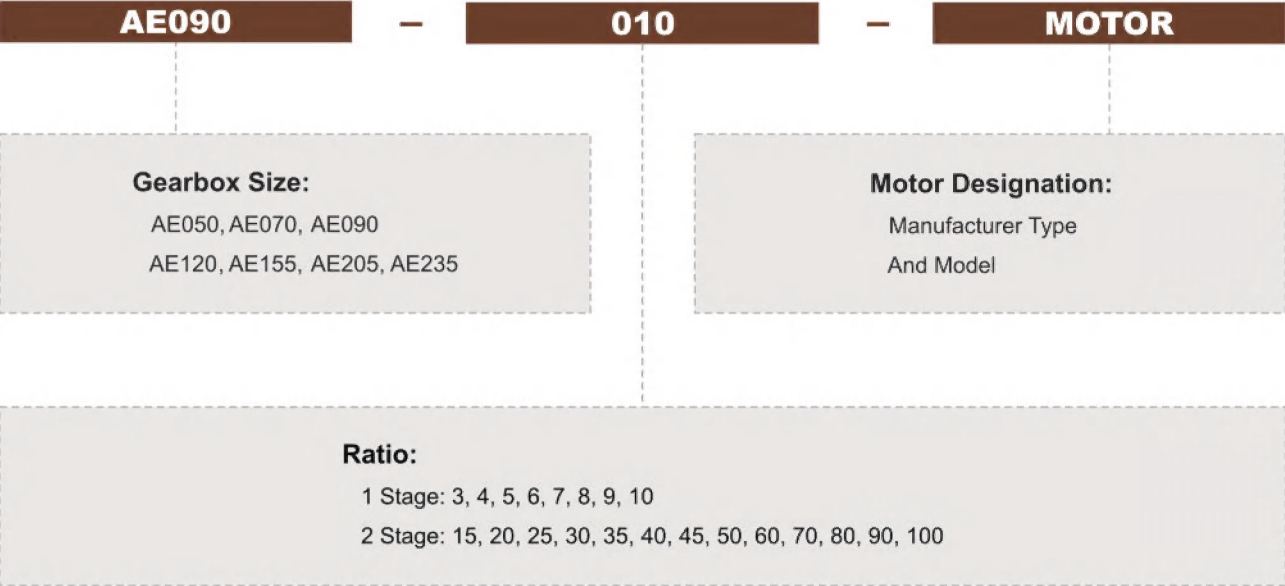 AE090 – 010 – MOTOR
Gearbox Size:
AE050, AE070, AE090
AE120, AE155, AE205, AE235
Motor Designation:
Manufacturer Type
And Model
Ratio:
1 Stage: 3, 4, 5, 6, 7, 8, 9, 10
2 Stage: 15, 20, 25, 30, 35, 40, 45, 50, 60, 70, 80, 90, 100